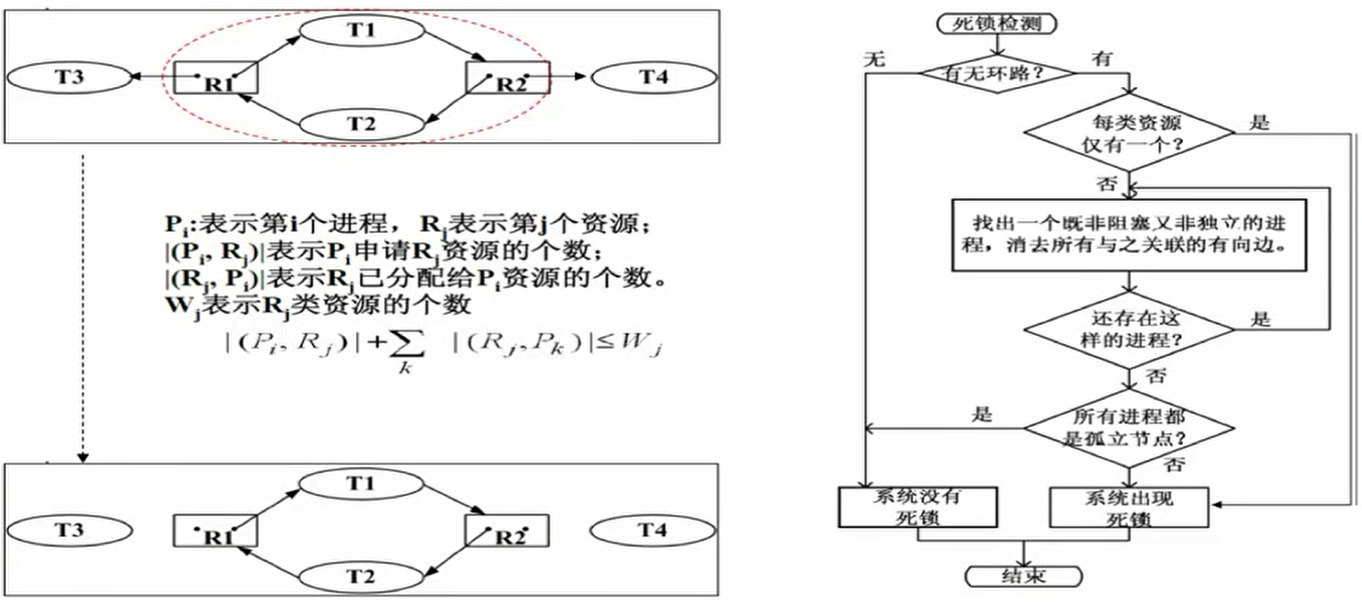 T1
T3
R1
R2
T4
T2
Pi:表示第i个进程，Rj表示第j个资源；
|(Pi, Rj)|表示Pi申请Rj资源的个数；
|(Rj, Pi)|表示Rj已分配给Pi资源的个数。
Wj表示Rj类资源的个数
|(Pi, Rj)|+∑k |(Rj,Pk)|≤Wj
T1
T3
R1
R2
T4
T2
死锁检测
无
有无环路？
有
每类资源
仅有一个？
是
否
找出一个既非阻塞又非独立的进
程，消去所有与之关联的有向边。
还存在这
样的进程？
是
否
所有进程都
是孤立节点？
是
否
系统没有
死锁
系统出现
死锁
结束